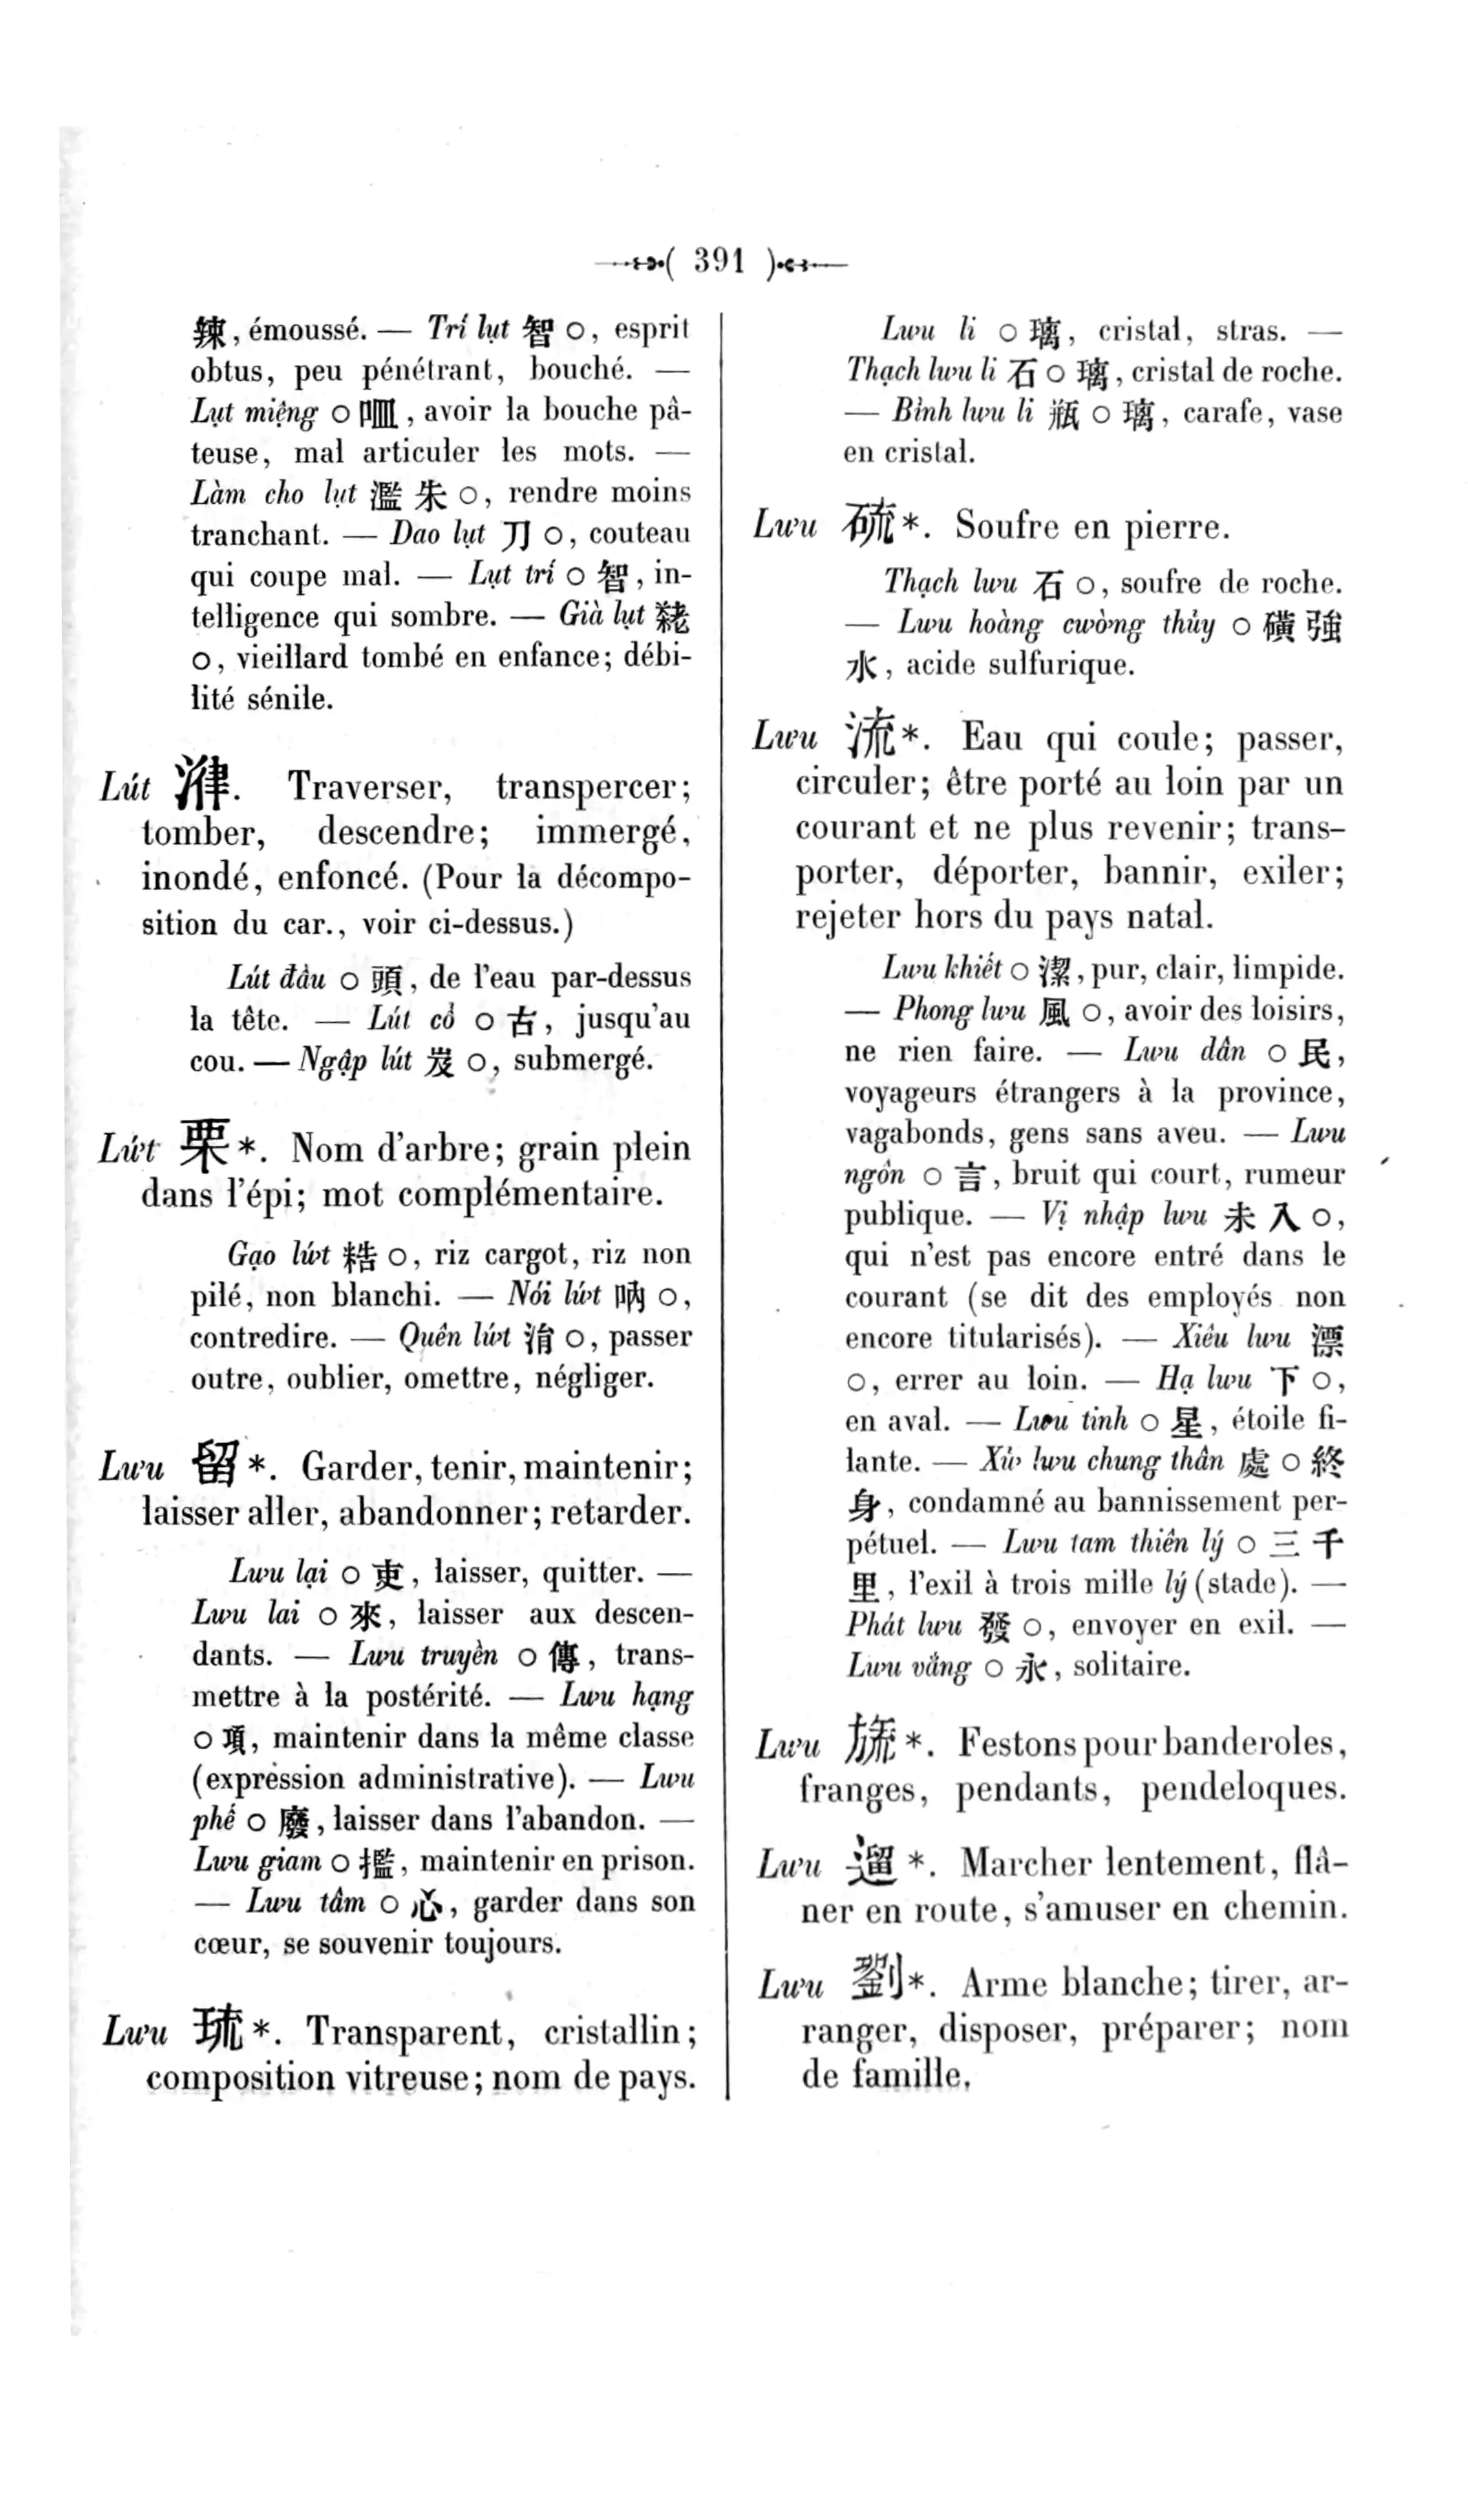 ( 391 )
, émoussé. — Trí lụt 智 ○, esprit
obtus, peu pénétrant, bouché. —
Lụt miệng ○ 𠰘, avoir la bouche pâ-
teuse, mal articuler les mots. —
Làm cho lụt 濫 朱 ○, rendre moins
tranchant. — Dao lụt 刀 ○, couteau
qui coupe mal. — Lụt trí ○ 智, in-
telligence qui sombre. — Già lụt
○, vieillard tombé en enfance; débi-
lité sénile.
Lút 𣼧. Traverser, transpercer;
tomber, descendre; immergé,
inondé, enfoncé. (Pour la décompo-
sition du car., voir ci-dessus.)
Lút đầu ○ 頭, de l'eau par-dessus
la tête. — Lút cổ ○ 古, jusqu'au
cou. — Ngập lút 岌 ○, submergé.
Lứt 栗*. Nom d'arbre; grain plein
dans l'épi; mot complémentaire.
Gạo lứt 𥽌 ○, riz cargot, riz non
pilé, non blanchi. — Nói lứt 吶 ○,
contredire. — Quên lứt ○, passer
outre, oublier, omettre, négliger.
Lưu 留*. Garder, tenir, maintenir;
laisser aller, abandonner; retarder.
Lưu lại ○ 吏, laisser, quitter. —
Lưu lai ○ 來, laisser aux descen-
dants. — Lưu truyền ○ 傳, trans-
mettre à la postérité. — Lưu hạng
○ 項, maintenir dans la même classe
(expression administrative). — Lưu
phế ○ 廢, laisser dans l'abandon. —
Lưu giam ○ 㩜, maintenir en prison.
— Lưu tâm ○ 心, garder dans son
cœur, se souvenir toujours.
Lưu 琉*. Transparent, cristallin;
composition vitreuse; nom de pays.
Lưu li ○ 璃, cristal, stras. —
Thạch lưu li 石 ○ 璃, cristal de roche.
— Bình lưu li 瓶 ○ 璃, carafe, vase
en cristal.
Lưu 硫*. Soufre en pierre.
Thạch lưu 石 ○, soufre de roche.
— Lưu hoàng cường thủy ○ 磺 強
水, acide sulfurique.
Lưu 流*. Eau qui coule; passer,
circuler; être porté au loin par un
courant et ne plus revenir; trans-
porter, déporter, bannir, exiler;
rejeter hors du pays natal.
Lưu khiết ○ 潔, pur, clair, limpide.
— Phong lưu 風 ○, avoir des loisirs,
ne rien faire. — Lưu dân ○ 民,
voyageurs étrangers à la province,
vagabonds, gens sans aveu. — Lưu
ngôn ○ 言, bruit qui court, rumeur
publique. — Vị nhập lưu 未 入 ○,
qui n'est pas encore entré dans le
courant (se dit des employés non
encore titularisés). — Xiêu lưu 漂
○, errer au loin. — Hạ lưu 下 ○,
en aval. — Lưu tinh ○ 星, étoile fi-
lante. — Xử lưu chung thân 處 ○ 終
身, condamné au bannissement per-
pétuel. — Lưu tam thiên lý ○ 三 千
里, l'exil à trois mille lý (stade). —
Phát lưu 發 ○, envoyer en exil. —
Lưu vắng ○ 永, solitaire.
Lưu 旒*. Festons pour banderoles,
franges, pendants, pendeloques.
Lưu 遛*. Marcher lentement, flâ-
ner en route, s'amuser en chemin.
Lưu 劉*. Arme blanche; tirer, ar-
ranger, disposer, préparer; nom
de famille.